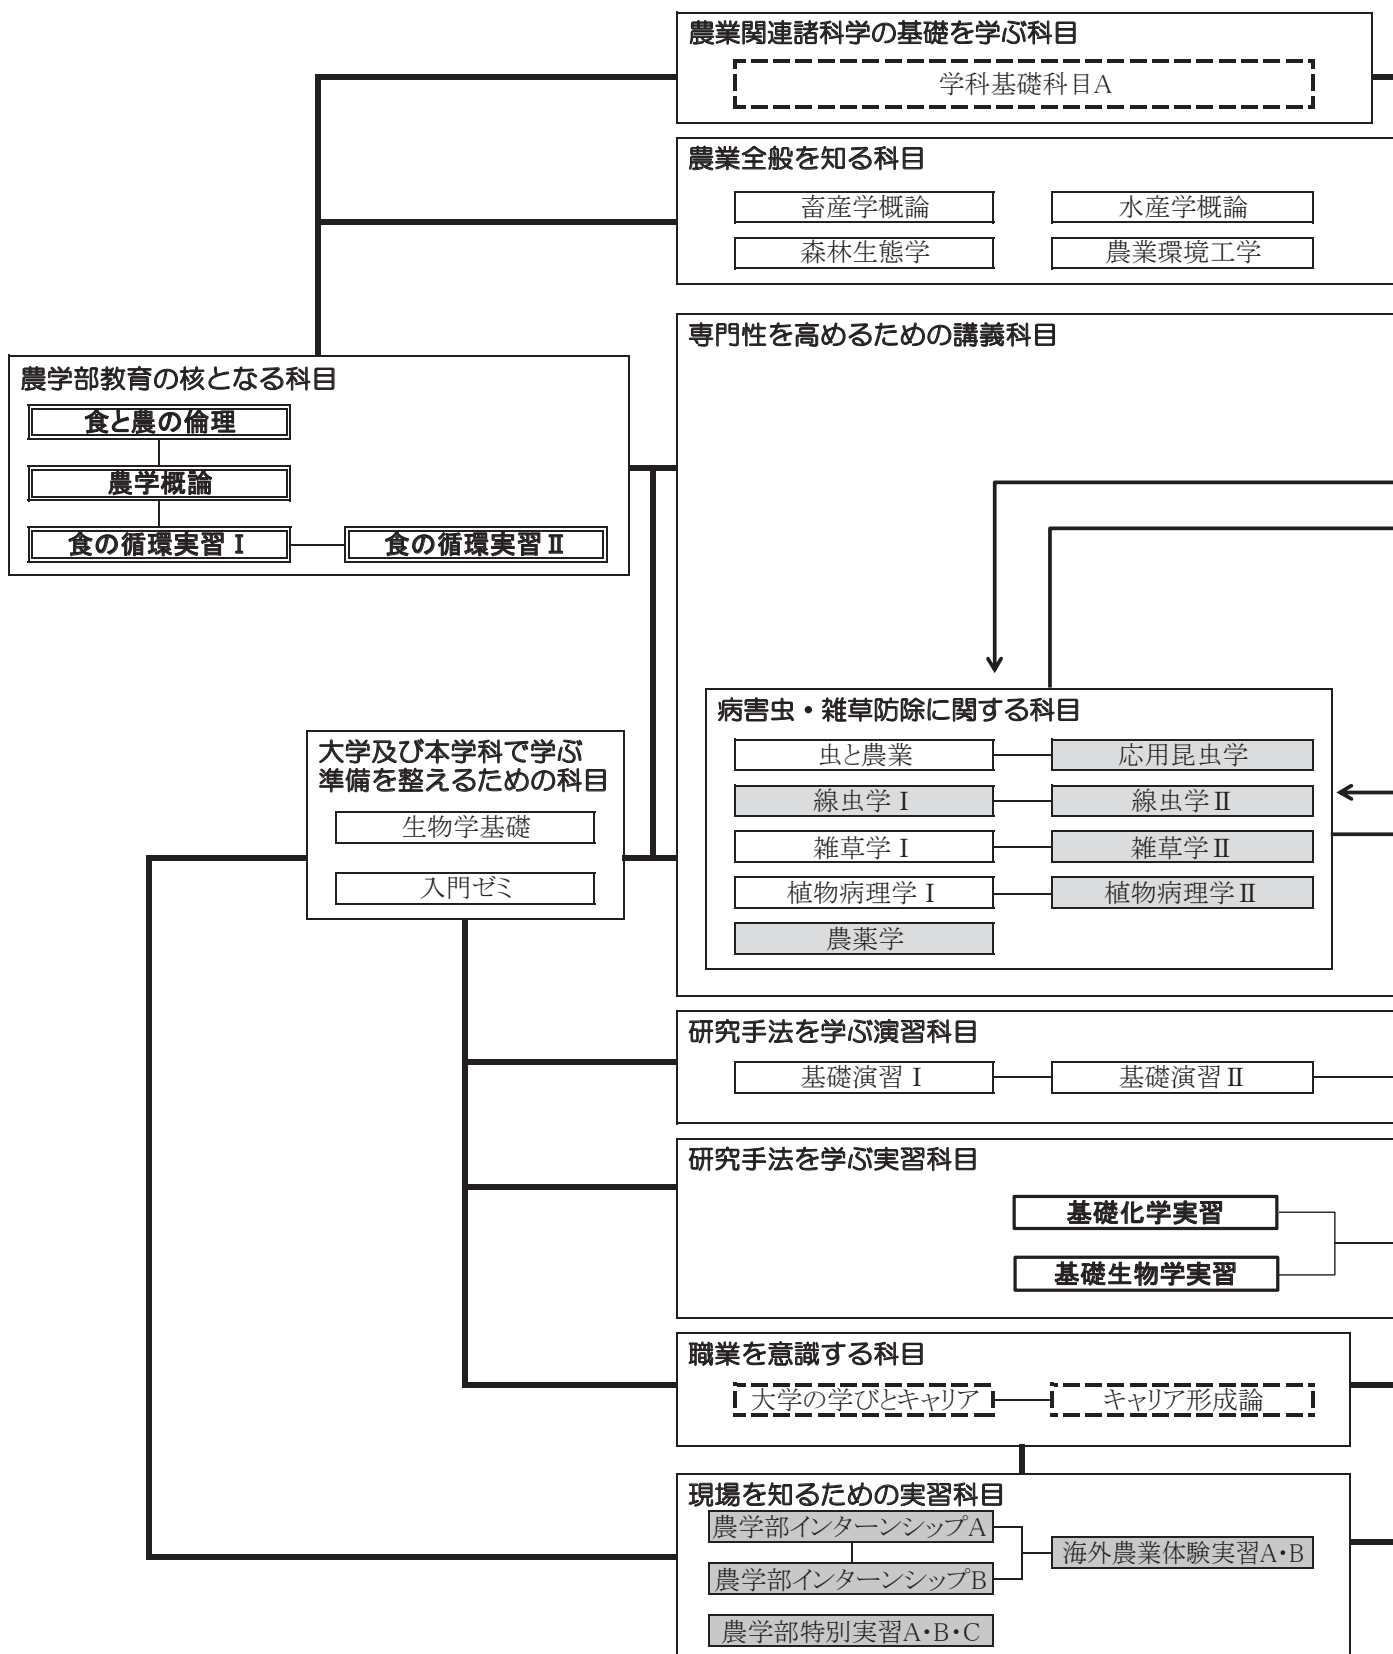 農業関連諸科学の基礎を学ぶ科目
学科基礎科目A
農業全般を知る科目
畜産学概論
水産学概論
森林生態学
農業環境工学
専門性を高めるための講義科目
農学部教育の核となる科目
食と農の倫理
農学概論
食の循環実習Ⅰ
食の循環実習Ⅱ
病害虫・雑草防除に関する科目
虫と農業
応用昆虫学
線虫学Ⅰ
線虫学Ⅱ
雑草学Ⅰ
雑草学Ⅱ
植物病理学Ⅰ
植物病理学Ⅱ
農薬学
大学及び本学科で学ぶ
準備を整えるための科目
生物学基礎
入門ゼミ
研究手法を学ぶ演習科目
基礎演習Ⅰ
基礎演習Ⅱ
研究手法を学ぶ実習科目
基礎化学実習
基礎生物学実習
職業を意識する科目
大学の学びとキャリア
キャリア形成論
現場を知るための実習科目
農学部インターンシップA
農学部インターンシップB
海外農業体験実習A・B
農学部特別実習A・B・C